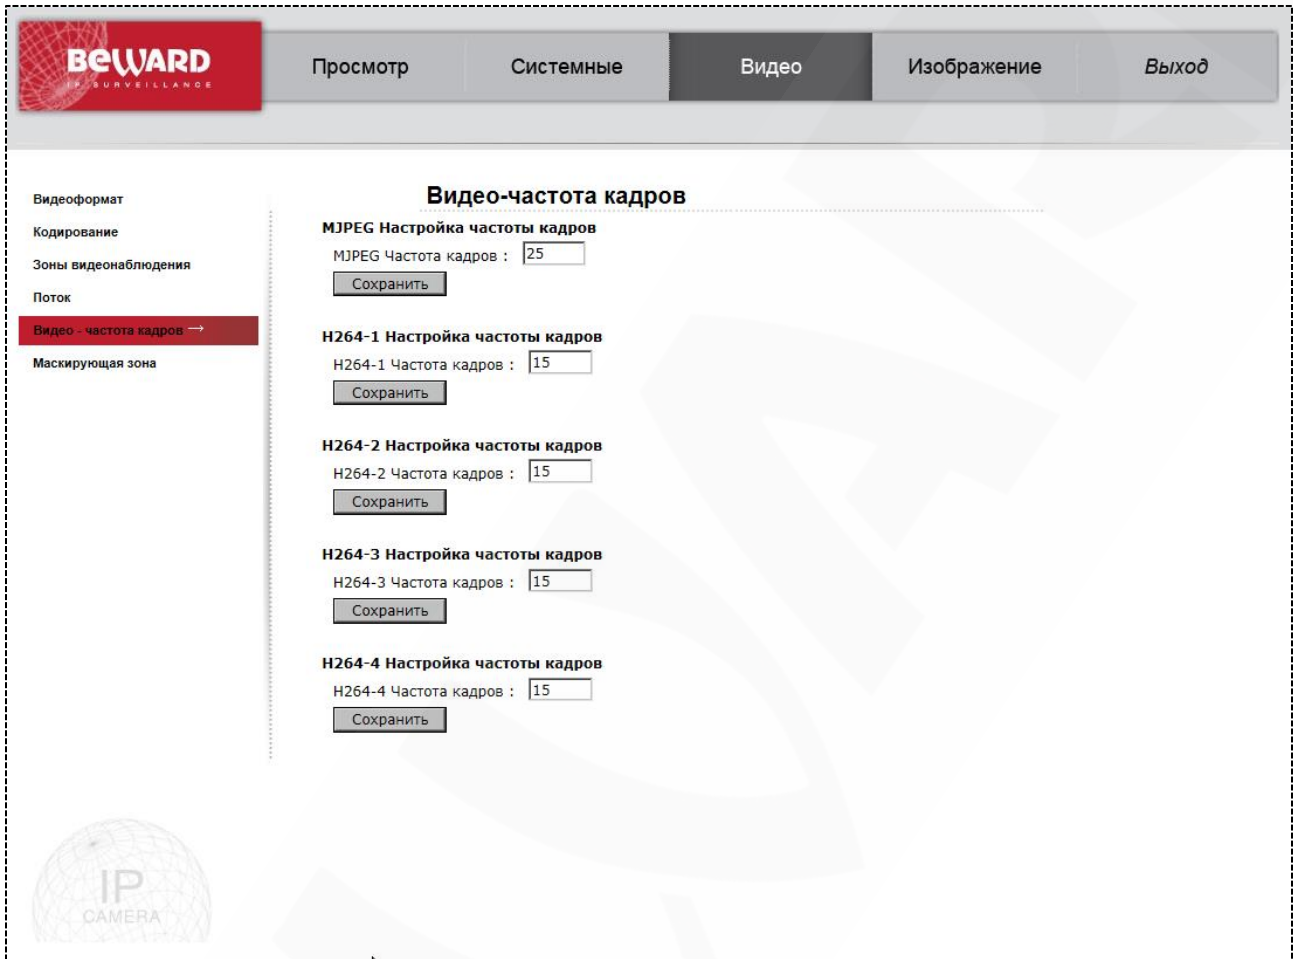 BEWARD
IP SURVEILLANCE
Просмотр
Системные
Видео
Изображение
Выход
Видеоформат
Кодирование
Зоны видеонаблюдения
Поток
Видео - частота кадров →
Маскирующая зона
Видео-частота кадров
MJPEG Настройка частоты кадров
MJPEG Частота кадров : 25
Сохранить
H264-1 Настройка частоты кадров
H264-1 Частота кадров : 15
Сохранить
H264-2 Настройка частоты кадров
H264-2 Частота кадров : 15
Сохранить
H264-3 Настройка частоты кадров
H264-3 Частота кадров : 15
Сохранить
H264-4 Настройка частоты кадров
H264-4 Частота кадров : 15
Сохранить
IP
CAMERA